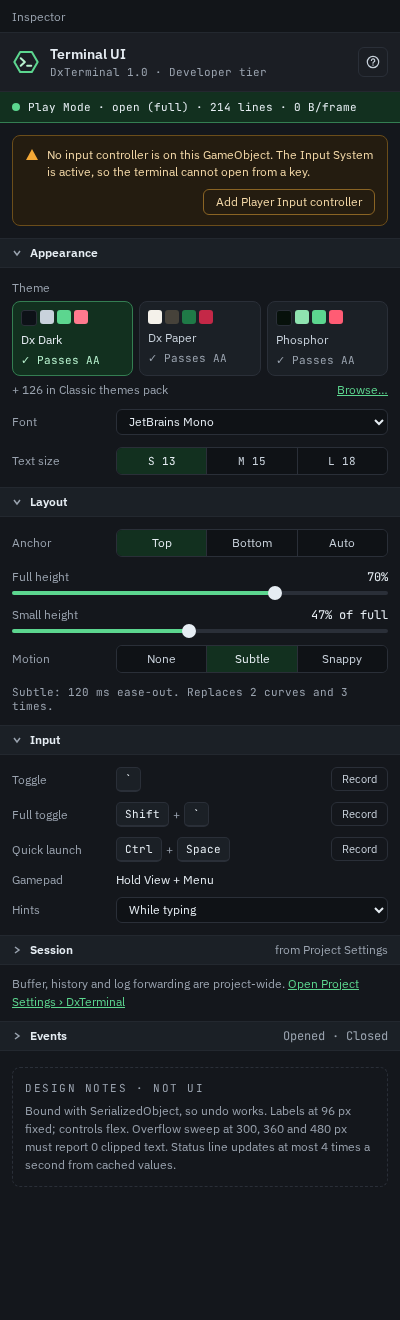 Inspector
Terminal UI
DxTerminal 1.0 · Developer tier
Play Mode · open (full) · 214 lines · 0 B/frame
No input controller is on this GameObject. The Input System
is active, so the terminal cannot open from a key.
Add Player Input controller
Appearance
Theme
Dx Dark
✓ Passes AA
Dx Paper
✓ Passes AA
Phosphor
✓ Passes AA
+ 126 in Classic themes pack
Browse…
Font
JetBrains Mono
Text size
S 13
M 15
L 18
Layout
Anchor
Top
Bottom
Auto
Full height
70%
Small height
47% of full
Motion
None
Subtle
Snappy
Subtle: 120 ms ease-out. Replaces 2 curves and 3
times.
Input
Toggle
`
Record
Full toggle
Shift + `
Record
Quick launch
Ctrl + Space
Record
Gamepad
Hold View + Menu
Hints
While typing
Session
from Project Settings
Buffer, history and log forwarding are project-wide. Open Project
Settings › DxTerminal
Events
Opened · Closed
DESIGN NOTES · NOT UI
Bound with SerializedObject, so undo works. Labels at 96 px
fixed; controls flex. Overflow sweep at 300, 360 and 480 px
must report 0 clipped text. Status line updates at most 4 times a
second from cached values.